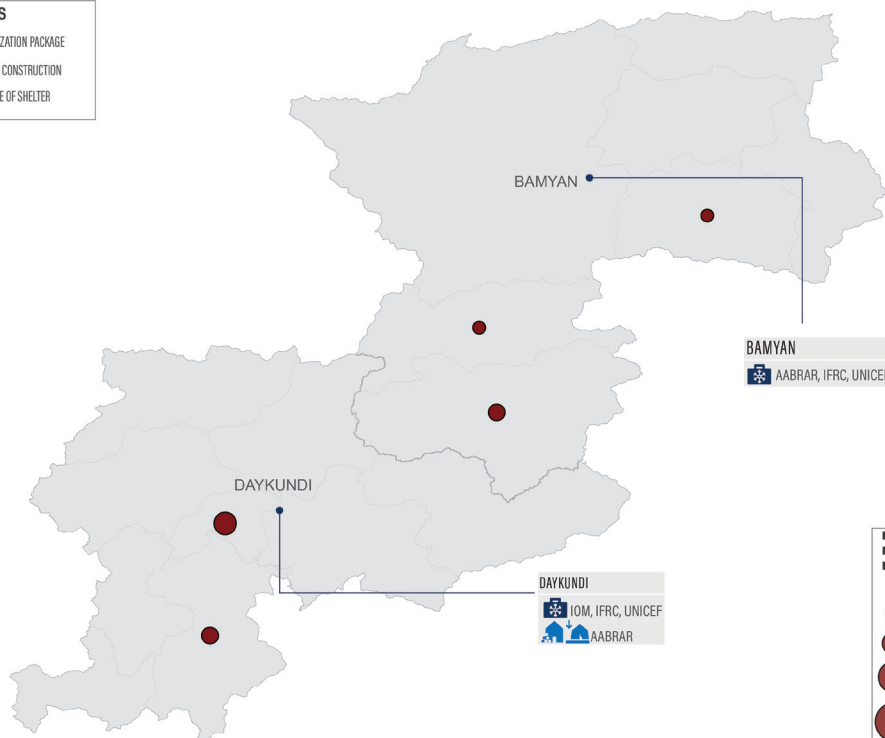 S
ZATION PACKAGE
CONSTRUCTION
E OF SHELTER
BAMYAN
BAMYAN
AABRAR, IFRC, UNICEF
DAYKUNDI
DAYKUNDI
IOM, IFRC, UNICEF
AABRAR